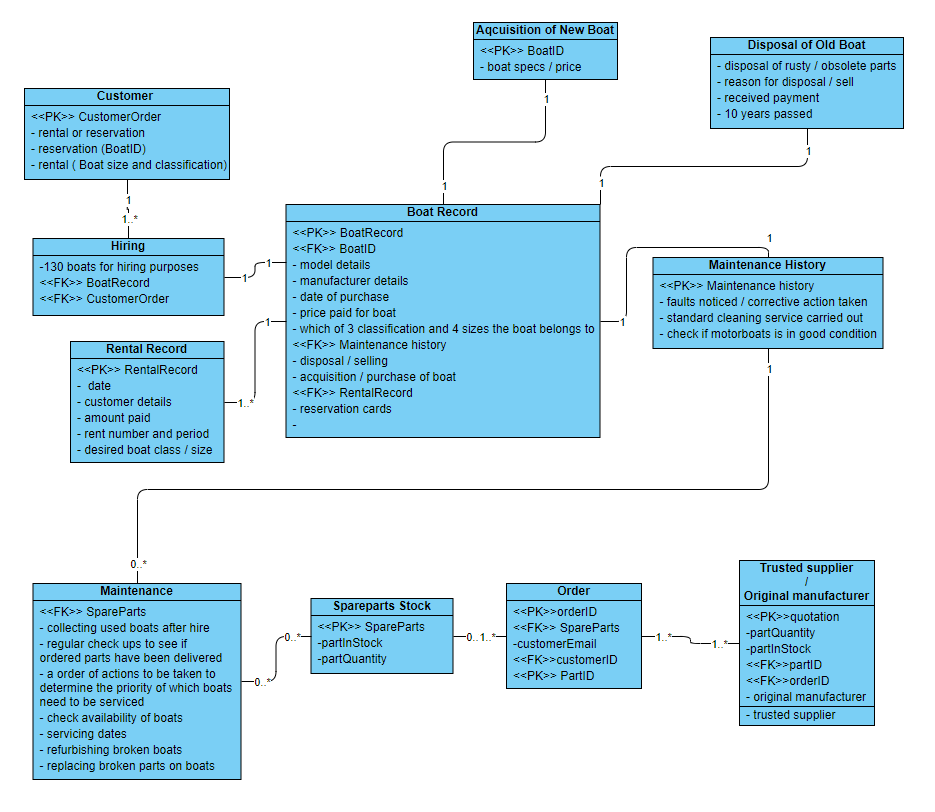 Aqcuisition of New Boat
<<PK>> BoatID
- boat specs / price
1
1
Disposal of Old Boat
- disposal of rusty / obsolete parts
- reason for disposal / sell
- received payment
- 10 years passed
1
1
Customer
<<PK>> CustomerOrder
- rental or reservation
- reservation (BoatID)
- rental ( Boat size and classification)
1
1..*
Hiring
-130 boats for hiring purposes
<<FK>> BoatRecord
<<FK>> CustomerOrder
1
1
Boat Record
<<PK>> BoatRecord
<<FK>> BoatID
- model details
- manufacturer details
- date of purchase
- price paid for boat
- which of 3 classification and 4 sizes the boat belongs to
<<FK>> Maintenance history
- disposal / selling
- acquisition / purchase of boat
<<FK>> RentalRecord
- reservation cards
-
1
1
Maintenance History
<<PK>> Maintenance history
- faults noticed / corrective action taken
- standard cleaning service carried out
- check if motorboats is in good condition
1
Rental Record
<<PK>> RentalRecord
- date
- customer details
- amount paid
- rent number and period
- desired boat class / size
1
1..*
0..*
Maintenance
<<FK>> SpareParts
- collecting used boats after hire
- regular check ups to see if
ordered parts have been delivered
- a order of actions to be taken to
determine the priority of which boats
need to be serviced
- check availability of boats
- servicing dates
- refurbishing broken boats
- replacing broken parts on boats
0..*
0..*
Spareparts Stock
<<PK>> SpareParts
-partInStock
-partQuantity
0..1..*
Order
<<PK>>orderID
<<FK>> SpareParts
-customerEmail
<<FK>>customerID
<<PK>> PartID
1..*
1..*
Trusted supplier
/
Original manufacturer
<<PK>>quotation
-partQuantity
-partInStock
<<FK>>partID
<<FK>>orderID
- original manufacturer
- trusted supplier